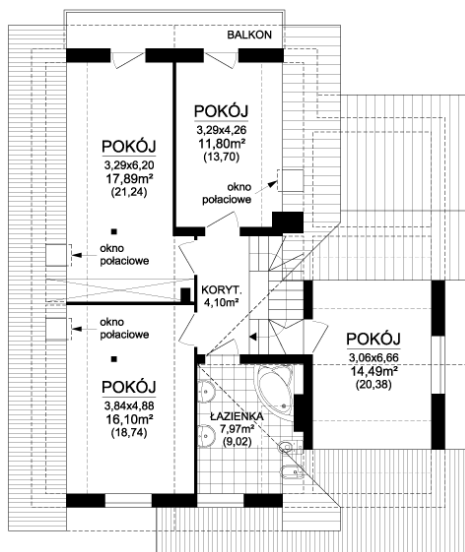 BALKON
POKÓJ
3,29x4,26
11,80m²
(13,70)
POKÓJ
3,29x6,20
17,89m²
(21,24)
okno
połaciowe
okno
połaciowe
KORYT.
4,10m²
okno
połaciowe
POKÓJ
3,06x6,66
14,49m²
(20,38)
POKÓJ
3,84x4,88
16,10m²
(18,74)
ŁAZIENKA
7,97m²
(9,02)